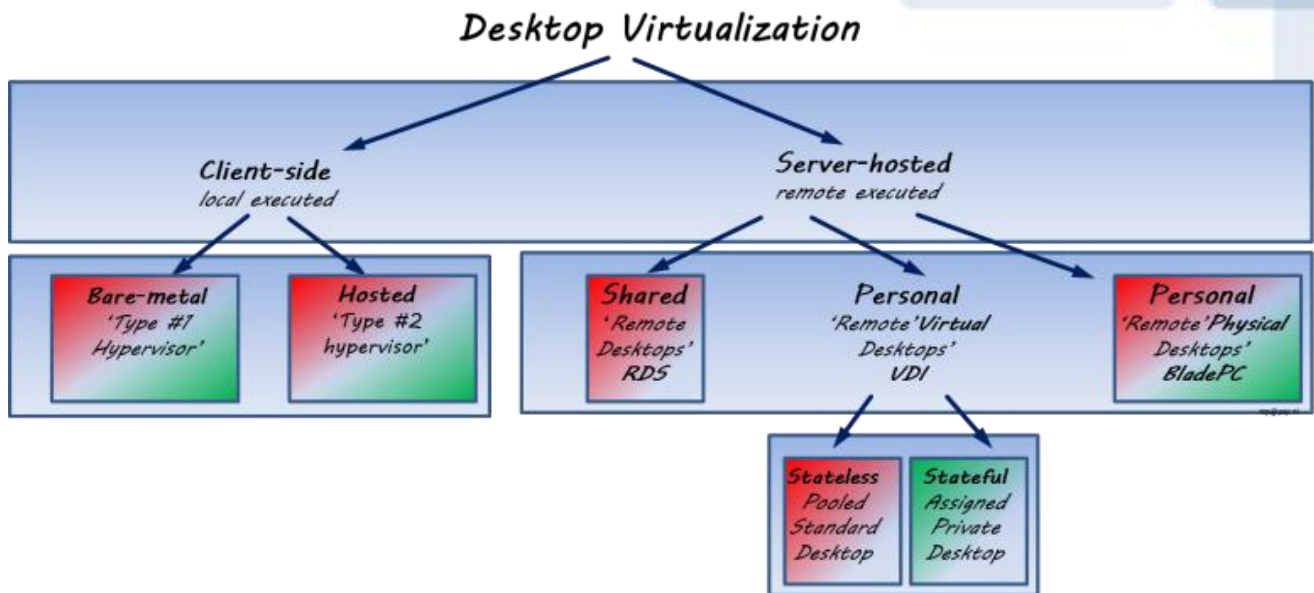 Desktop Virtualization
Client-side
local executed
Server-hosted
remote executed
Bare-metal
‘Type #1
Hypervisor’
Hosted
‘Type #2
hypervisor’
Shared
‘Remote
Desktops’
RDS
Personal
‘Remote’Virtual
Desktops’
VDI
Personal
‘Remote’Physical
Desktops’
BladePC
Stateless
Pooled
Standard
Desktop
Stateful
Assigned
Private
Desktop